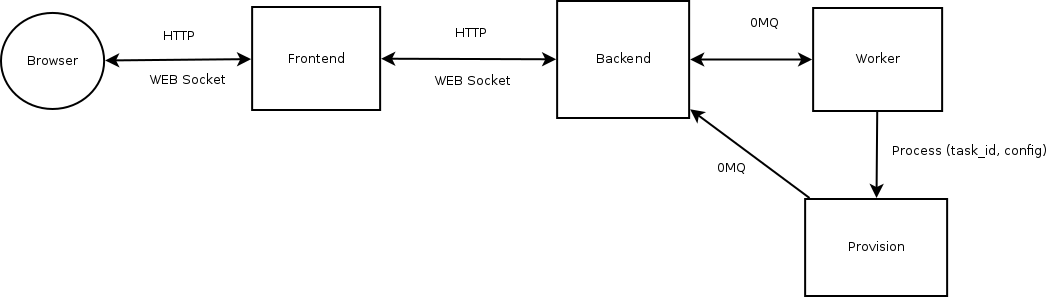 HTTP
WEB Socket
HTTP
WEB Socket
0MQ
Browser
Frontend
Backend
Worker
Process (task_id, config)
0MQ
Provision